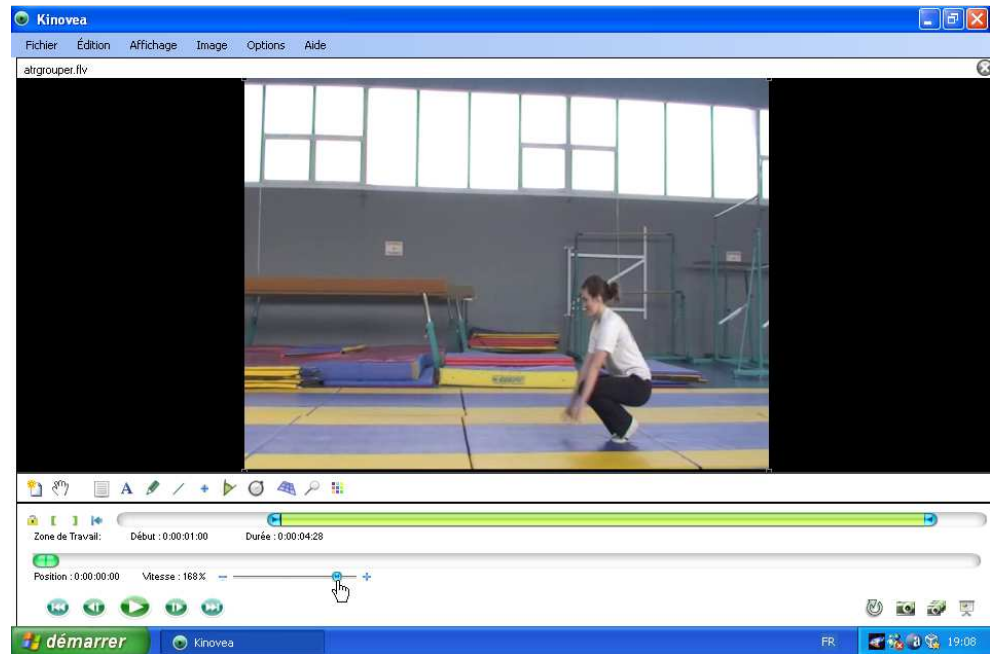 Kinovea
Fichier Édition Affichage Image Options Aide
atrgrouper.flv
A
Zone de Travail: Début : 0:00:01:00 Durée : 0:00:04:28
Position : 0:00:00:00 Vitesse : 168%
démarrer Kinovea FR 19:08